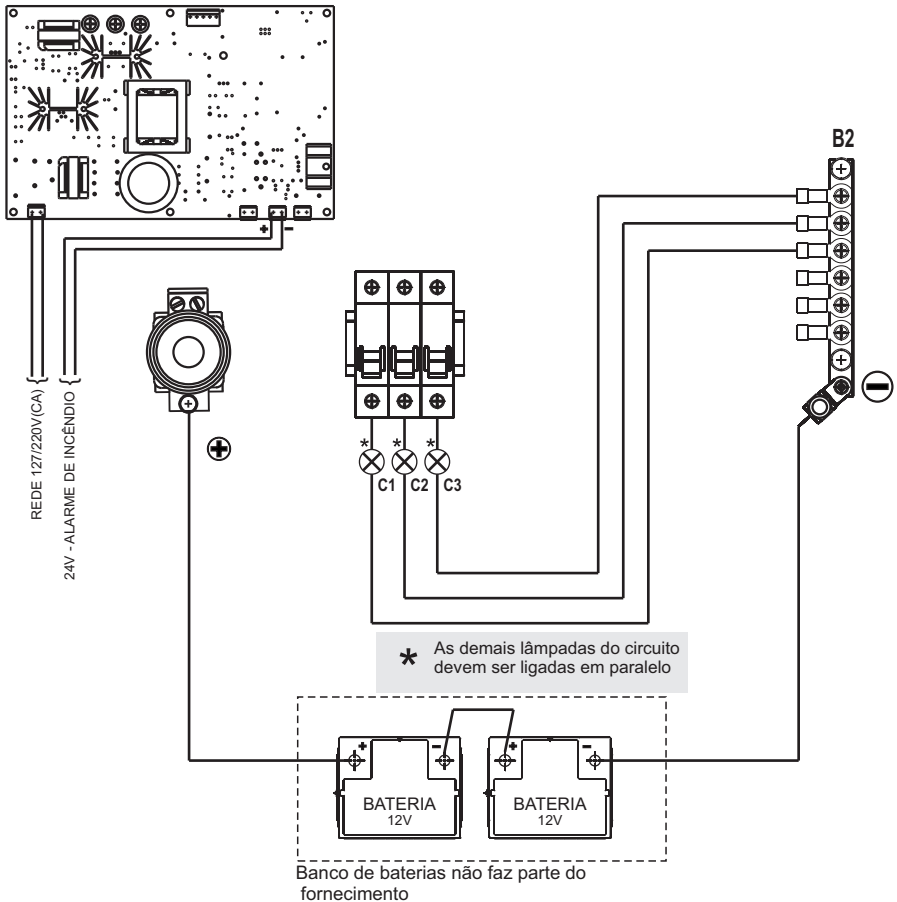 B2
+ −
REDE 127/220V(CA)
24V - ALARME DE INCÊNDIO
* * *
C1 C2 C3
* As demais lâmpadas do circuito
devem ser ligadas em paralelo
+ − + −
BATERIA BATERIA
12V 12V
Banco de baterias não faz parte do
fornecimento